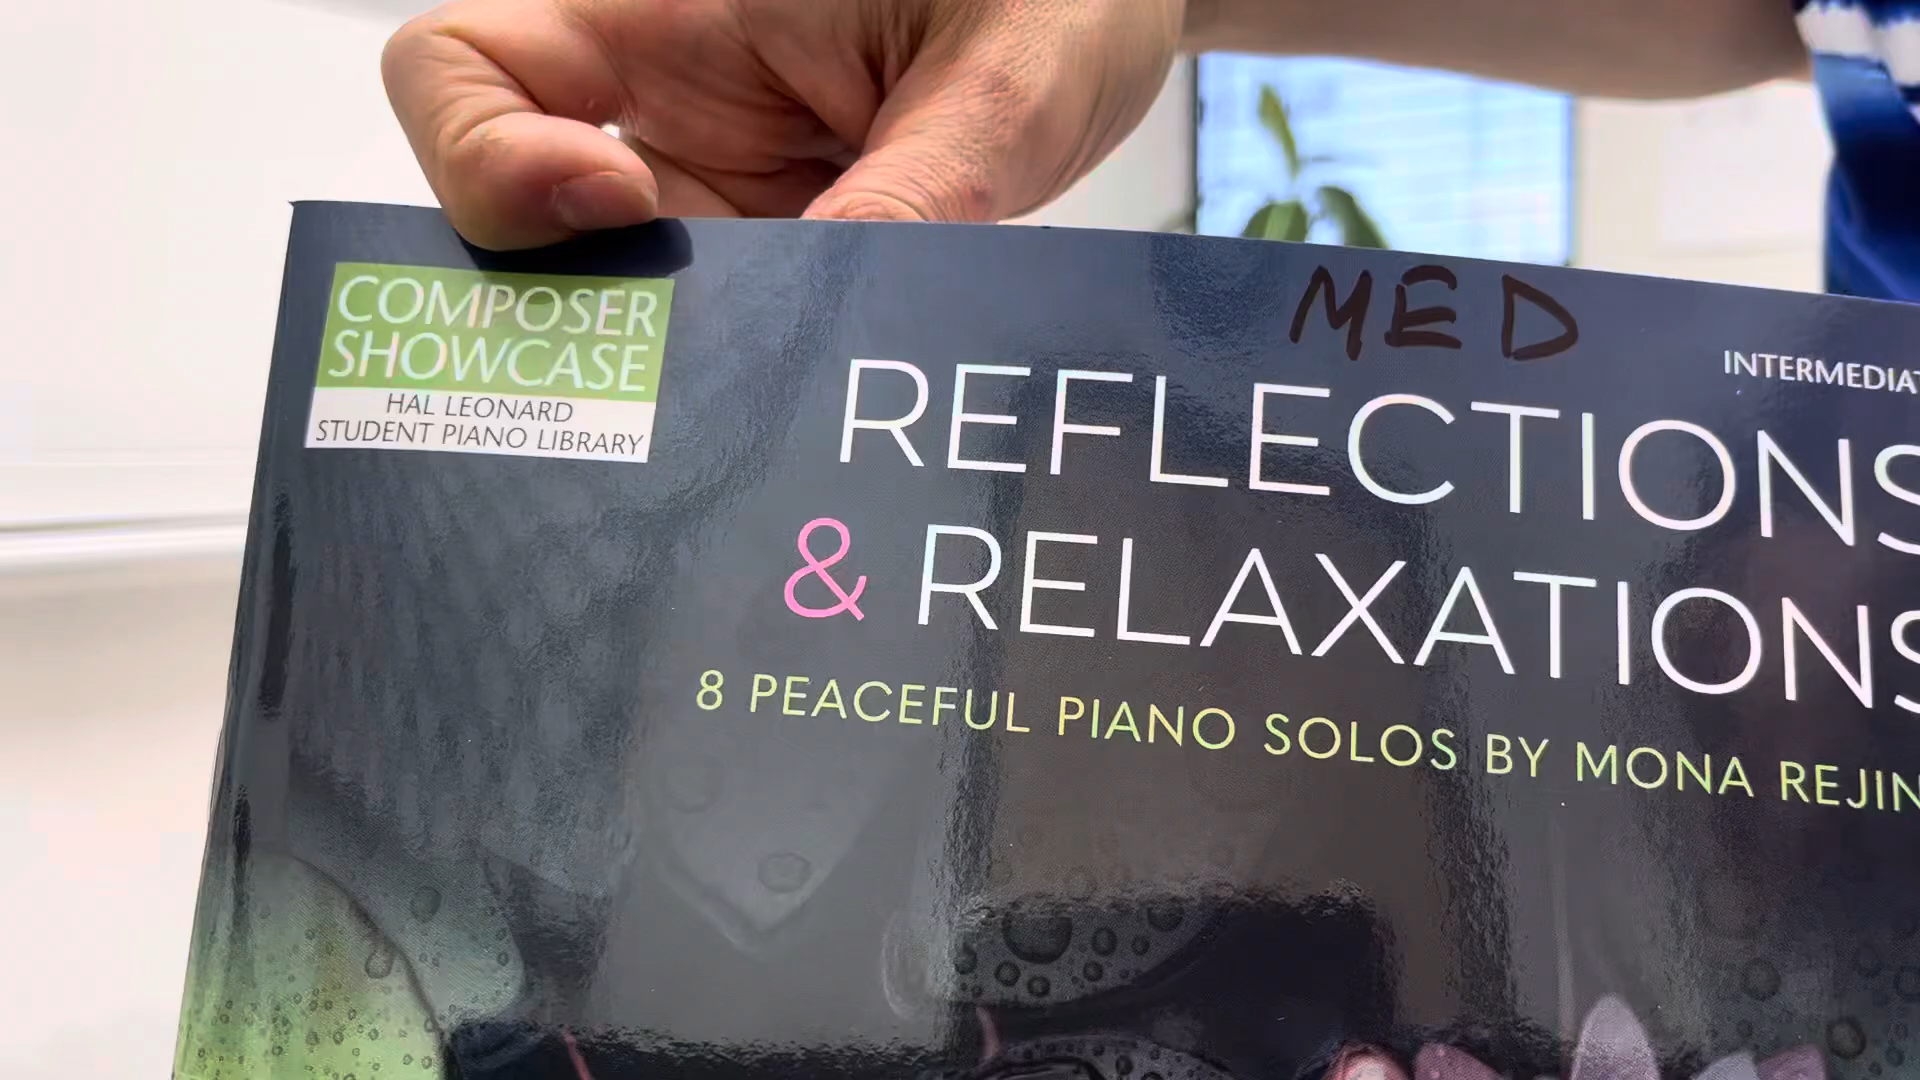 COMPOSER
SHOWCASE
HAL LEONARD
STUDENT PIANO LIBRARY
MED
REFLECTIONS
& RELAXATIONS
8 PEACEFUL PIANO SOLOS BY MONA